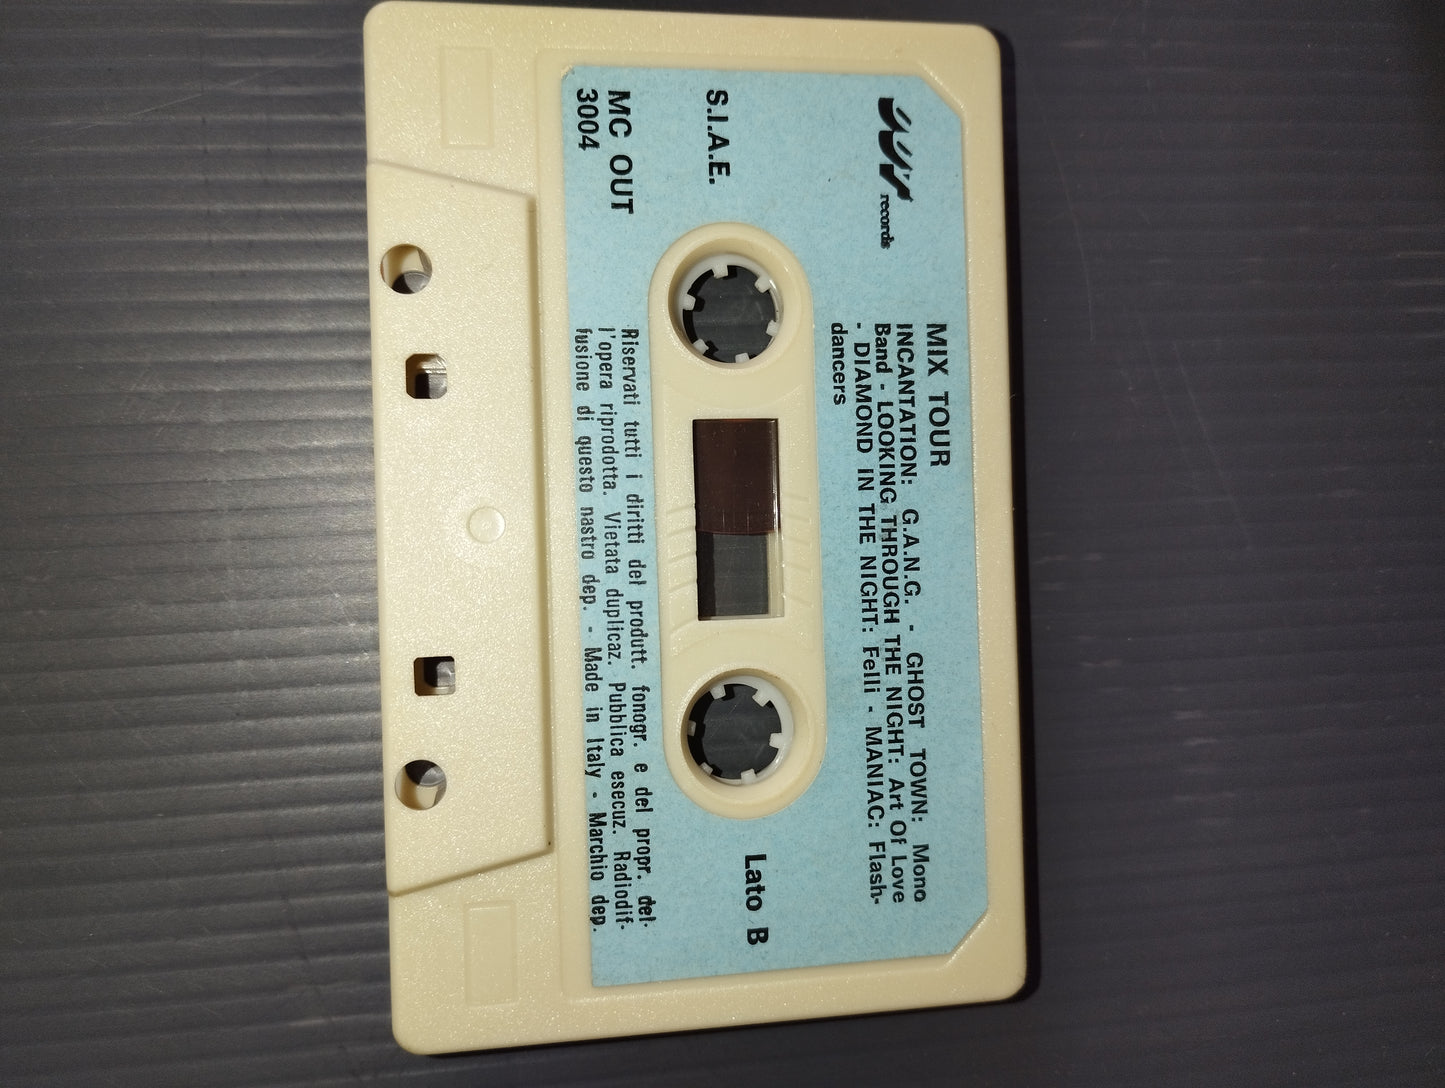 Out records
MIX TOUR
INCANTATION: G.A.N.G. - GHOST TOWN: Mono
Band - LOOKING THROUGH THE NIGHT: Art Of Love
- DIAMOND IN THE NIGHT: Felli - MANIAC: Flash-
dancers
S.I.A.E.
Lato B
MC OUT
3004
Riservati tutti i diritti del produtt. fonogr. e del propr. del-
l'opera riprodotta. Vietata duplicaz. Pubblica esecuz. Radiodif-
fusione di questo nastro dep. - Made in Italy - Marchio dep.